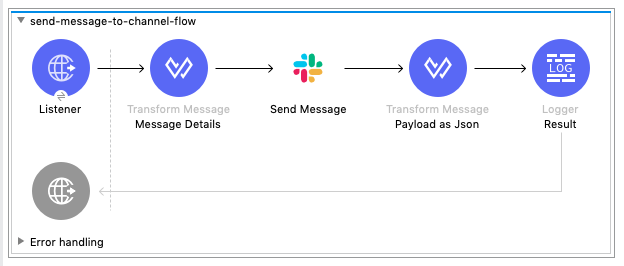 send-message-to-channel-flow
LOG
Listener
Transform Message
Message Details
Send Message
Transform Message
Payload as Json
Logger
Result
Error handling